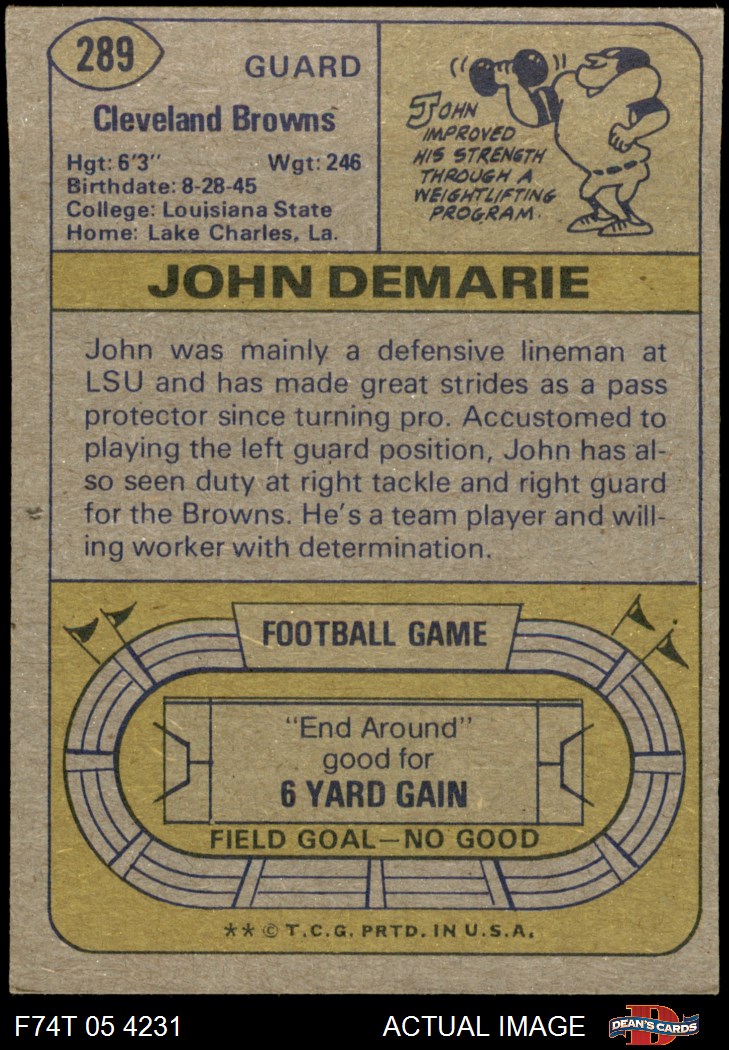 289
GUARD
Cleveland Browns
Hgt: 6'3" Wgt: 246
Birthdate: 8-28-45
College: Louisiana State
Home: Lake Charles, La.
JOHN
IMPROVED
HIS STRENGTH
THROUGH A
WEIGHTLIFTING
PROGRAM.
JOHN DEMARIE
John was mainly a defensive lineman at
LSU and has made great strides as a pass
protector since turning pro. Accustomed to
playing the left guard position, John has al-
so seen duty at right tackle and right guard
for the Browns. He's a team player and will-
ing worker with determination.
FOOTBALL GAME
"End Around"
good for
6 YARD GAIN
FIELD GOAL—NO GOOD
** © T.C.G. PRTD. IN U.S.A.
F74T 05 4231 ACTUAL IMAGE
D
DEAN'S CARDS